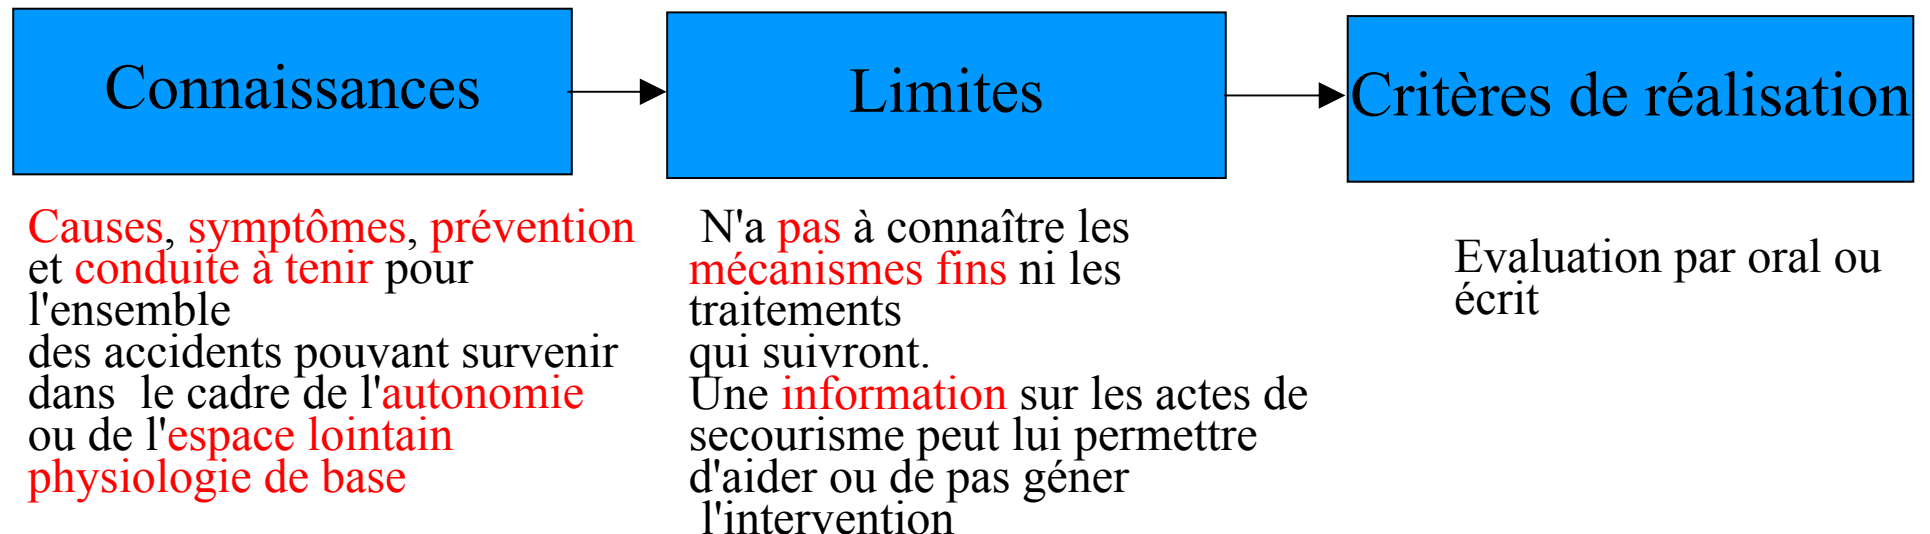 Connaissances
Limites
Critères de réalisation
Causes, symptômes, prévention
et conduite à tenir pour
l'ensemble
des accidents pouvant survenir
dans le cadre de l'autonomie
ou de l'espace lointain
physiologie de base
N'a pas à connaître les
mécanismes fins ni les
traitements
qui suivront.
Une information sur les actes de
secourisme peut lui permettre
d'aider ou de pas géner
l'intervention
Evaluation par oral ou
écrit